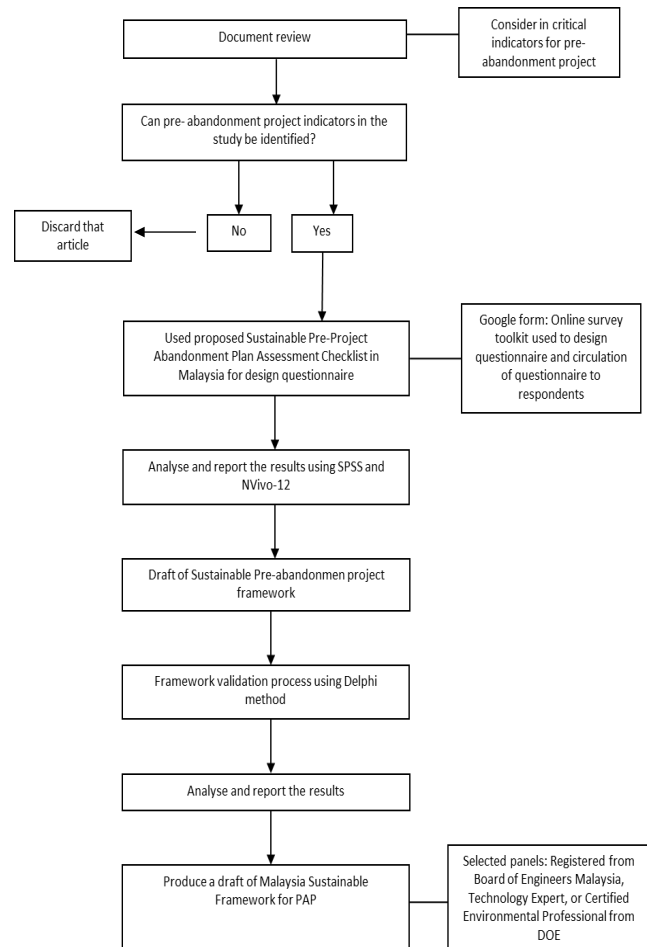 Document review
Consider in critical
indicators for pre-
abandonment project
Can pre- abandonment project indicators in the
study be identified?
No
Yes
Discard that
article
Used proposed Sustainable Pre-Project
Abandonment Plan Assessment Checklist in
Malaysia for design questionnaire
Google form: Online survey
toolkit used to design
questionnaire and circulation
of questionnaire to
respondents
Analyse and report the results using SPSS and
NVivo-12
Draft of Sustainable Pre-abandonmen project
framework
Framework validation process using Delphi
method
Analyse and report the results
Produce a draft of Malaysia Sustainable
Framework for PAP
Selected panels: Registered from
Board of Engineers Malaysia,
Technology Expert, or Certified
Environmental Professional from
DOE